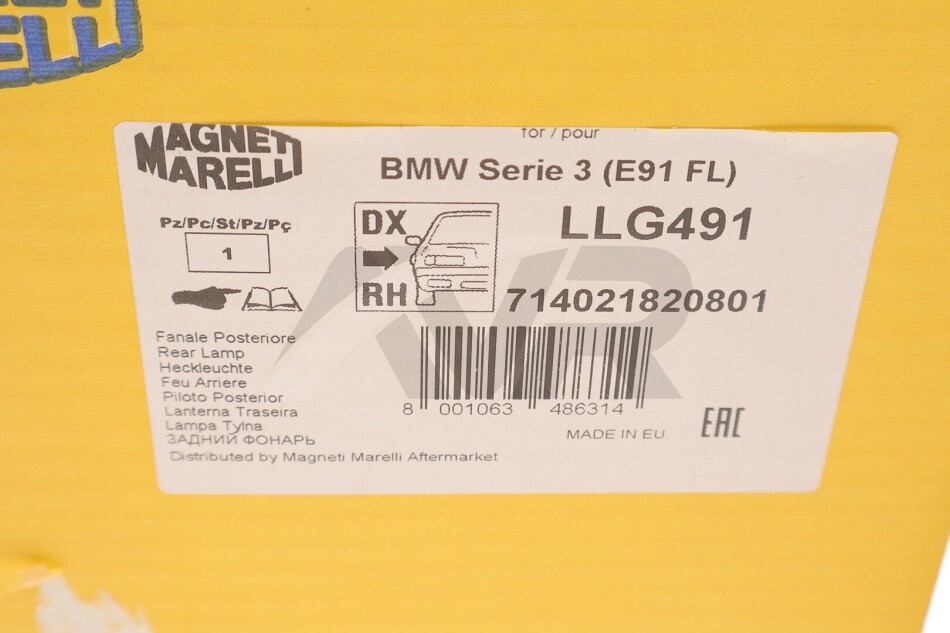 ELLI
MAGNETI
MARELLI
for / pour
BMW Serie 3 (E91 FL)
Pz/Pc/St/Pz/Pç
1
DX
RH
LLG491
714021820801
Fanale Posteriore
Rear Lamp
Heckleuchte
Feu Arriere
Piloto Posterior
Lanterna Traseira
Lampa Tylna
ЗАДНИЙ ФОНАРЬ
Distributed by Magneti Marelli Aftermarket
8 001063 486314
MADE IN EU
EAC
AVR